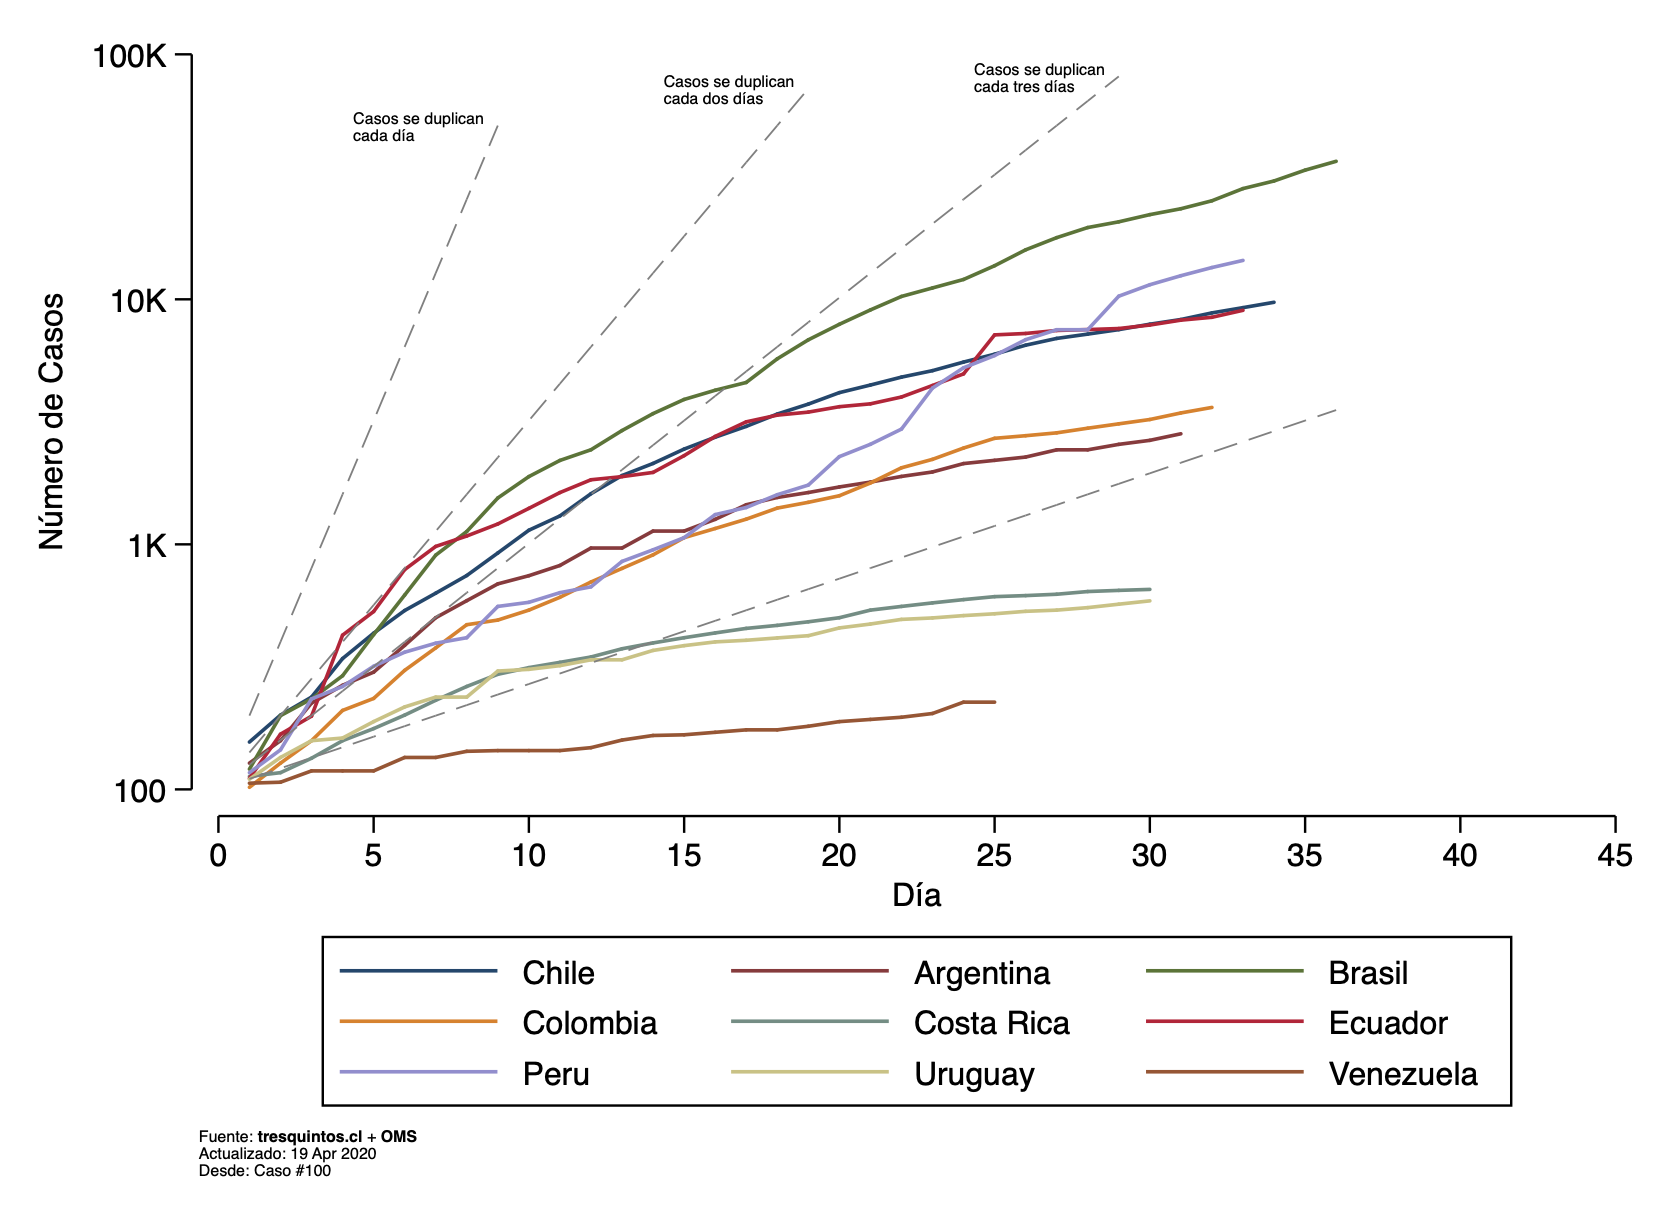 100K
10K
1K
100
Número de Casos
Casos se duplican
cada día
Casos se duplican
cada dos días
Casos se duplican
cada tres días
0 5 10 15 20 25 30 35 40 45
Día
Chile Argentina Brasil
Colombia Costa Rica Ecuador
Peru Uruguay Venezuela
Fuente: tresquintos.cl + OMS
Actualizado: 19 Apr 2020
Desde: Caso #100